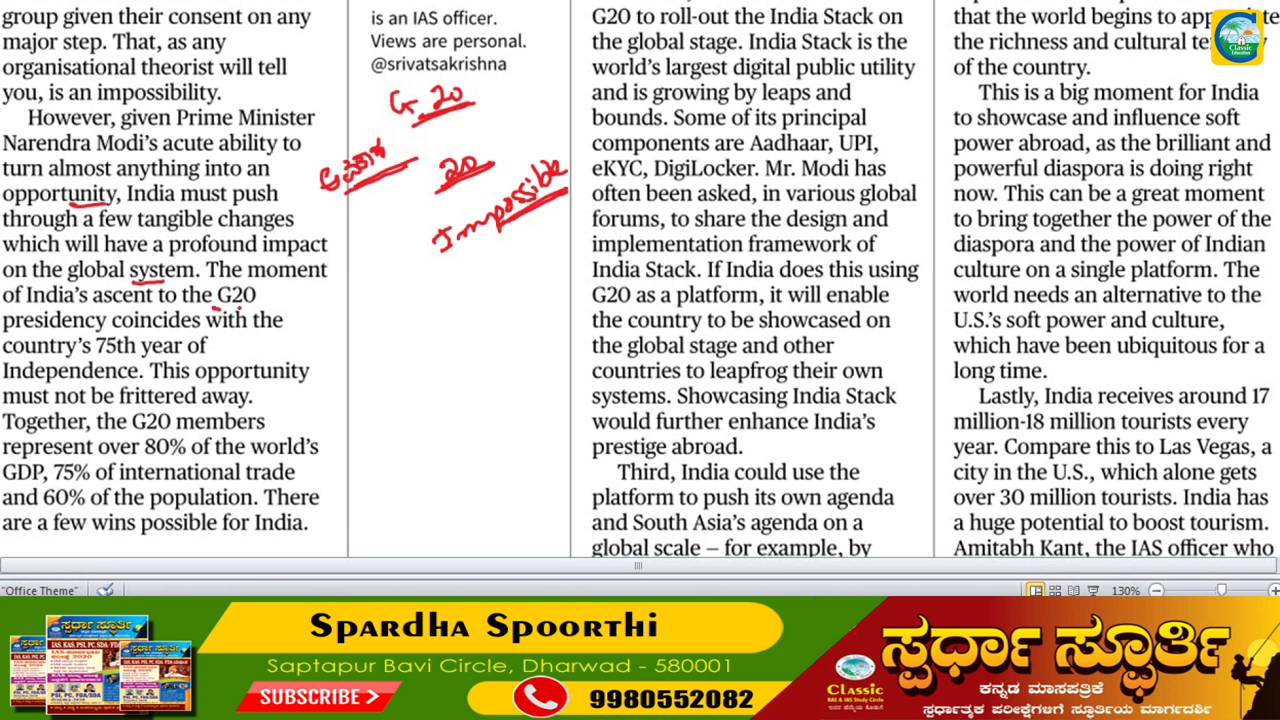 group given their consent on any
major step. That, as any
organisational theorist will tell
you, is an impossibility.
However, given Prime Minister
Narendra Modi's acute ability to
turn almost anything into an
opportunity, India must push
through a few tangible changes
which will have a profound impact
on the global system. The moment
of India's ascent to the G20
presidency coincides with the
country's 75th year of
Independence. This opportunity
must not be frittered away.
Together, the G20 members
represent over 80% of the world's
GDP, 75% of international trade
and 60% of the population. There
are a few wins possible for India.
is an IAS officer.
Views are personal.
@srivatsakrishna
G.20
20
Impossible
G20 to roll-out the India Stack on
the global stage. India Stack is the
world's largest digital public utility
and is growing by leaps and
bounds. Some of its principal
components are Aadhaar, UPI,
eKYC, DigiLocker. Mr. Modi has
often been asked, in various global
forums, to share the design and
implementation framework of
India Stack. If India does this using
G20 as a platform, it will enable
the country to be showcased on
the global stage and other
countries to leapfrog their own
systems. Showcasing India Stack
would further enhance India's
prestige abroad.
Third, India could use the
platform to push its own agenda
and South Asia's agenda on a
global scale – for example, by
that the world begins to
the richness and cultural
of the country.
This is a big moment for India
to showcase and influence soft
power abroad, as the brilliant and
powerful diaspora is doing right
now. This can be a great moment
to bring together the power of the
diaspora and the power of Indian
culture on a single platform. The
world needs an alternative to the
U.S.'s soft power and culture,
which have been ubiquitous for a
long time.
Lastly, India receives around 17
million-18 million tourists every
year. Compare this to Las Vegas, a
city in the U.S., which alone gets
over 30 million tourists. India has
a huge potential to boost tourism.
Amitabh Kant, the IAS officer who
Classic
Education
"Office Theme"
130%
Spardha Spoorthi
Saptapur Bavi Circle, Dharwad - 580001
SUBSCRIBE
9980552082
ಸ್ಪರ್ಧಾ ಸ್ಫೂರ್ತಿ
Classic
KAS & IAS Study Circle
ಕನ್ನಡ ಮಾಸಪತ್ರಿಕೆ
ಸ್ಪರ್ಧಾತ್ಮಕ ಪರೀಕ್ಷೆಗಳಿಗೆ ಸ್ಫೂರ್ತಿಯ ಮಾರ್ಗದರ್ಶಿ